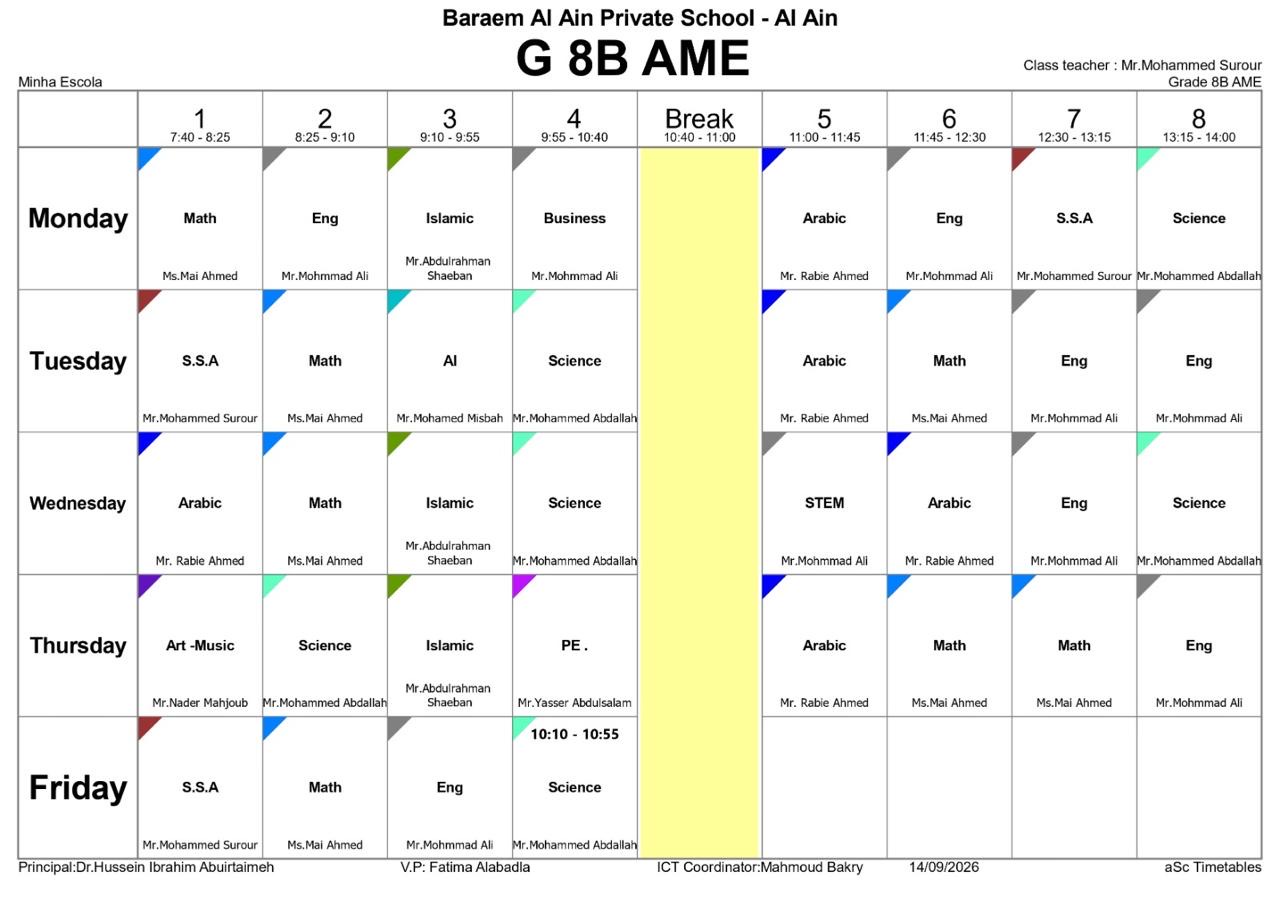 Baraem Al Ain Private School - Al Ain
G 8B AME
Minha Escola
Class teacher : Mr.Mohammed Surour
Grade 8B AME
1 2 3 4 Break 5 6 7 8
7:40 - 8:25 8:25 - 9:10 9:10 - 9:55 9:55 - 10:40 10:40 - 11:00 11:00 - 11:45 11:45 - 12:30 12:30 - 13:15 13:15 - 14:00
Monday Math Eng Islamic Business Arabic Eng S.S.A Science
Ms.Mai Ahmed Mr.Mohmmad Ali Mr.Abdulrahman Shaeban Mr.Mohmmad Ali Mr. Rabie Ahmed Mr.Mohmmad Ali Mr.Mohammed Surour Mr.Mohammed Abdallah
Tuesday S.S.A Math AI Science Arabic Math Eng Eng
Mr.Mohammed Surour Ms.Mai Ahmed Mr.Mohamed Misbah Mr.Mohammed Abdallah Mr. Rabie Ahmed Ms.Mai Ahmed Mr.Mohmmad Ali Mr.Mohmmad Ali
Wednesday Arabic Math Islamic Science STEM Arabic Eng Science
Mr. Rabie Ahmed Ms.Mai Ahmed Mr.Abdulrahman Shaeban Mr.Mohammed Abdallah Mr.Mohmmad Ali Mr. Rabie Ahmed Mr.Mohmmad Ali Mr.Mohammed Abdallah
Thursday Art -Music Science Islamic PE . Arabic Math Math Eng
Mr.Nader Mahjoub Mr.Mohammed Abdallah Mr.Abdulrahman Shaeban Mr.Yasser Abdulsalam Mr. Rabie Ahmed Ms.Mai Ahmed Ms.Mai Ahmed Mr.Mohmmad Ali
10:10 - 10:55
Friday S.S.A Math Eng Science
Mr.Mohammed Surour Ms.Mai Ahmed Mr.Mohmmad Ali Mr.Mohammed Abdallah
Principal:Dr.Hussein Ibrahim Abuirtaimeh V.P: Fatima Alabadla ICT Coordinator:Mahmoud Bakry 14/09/2026 aSc Timetables